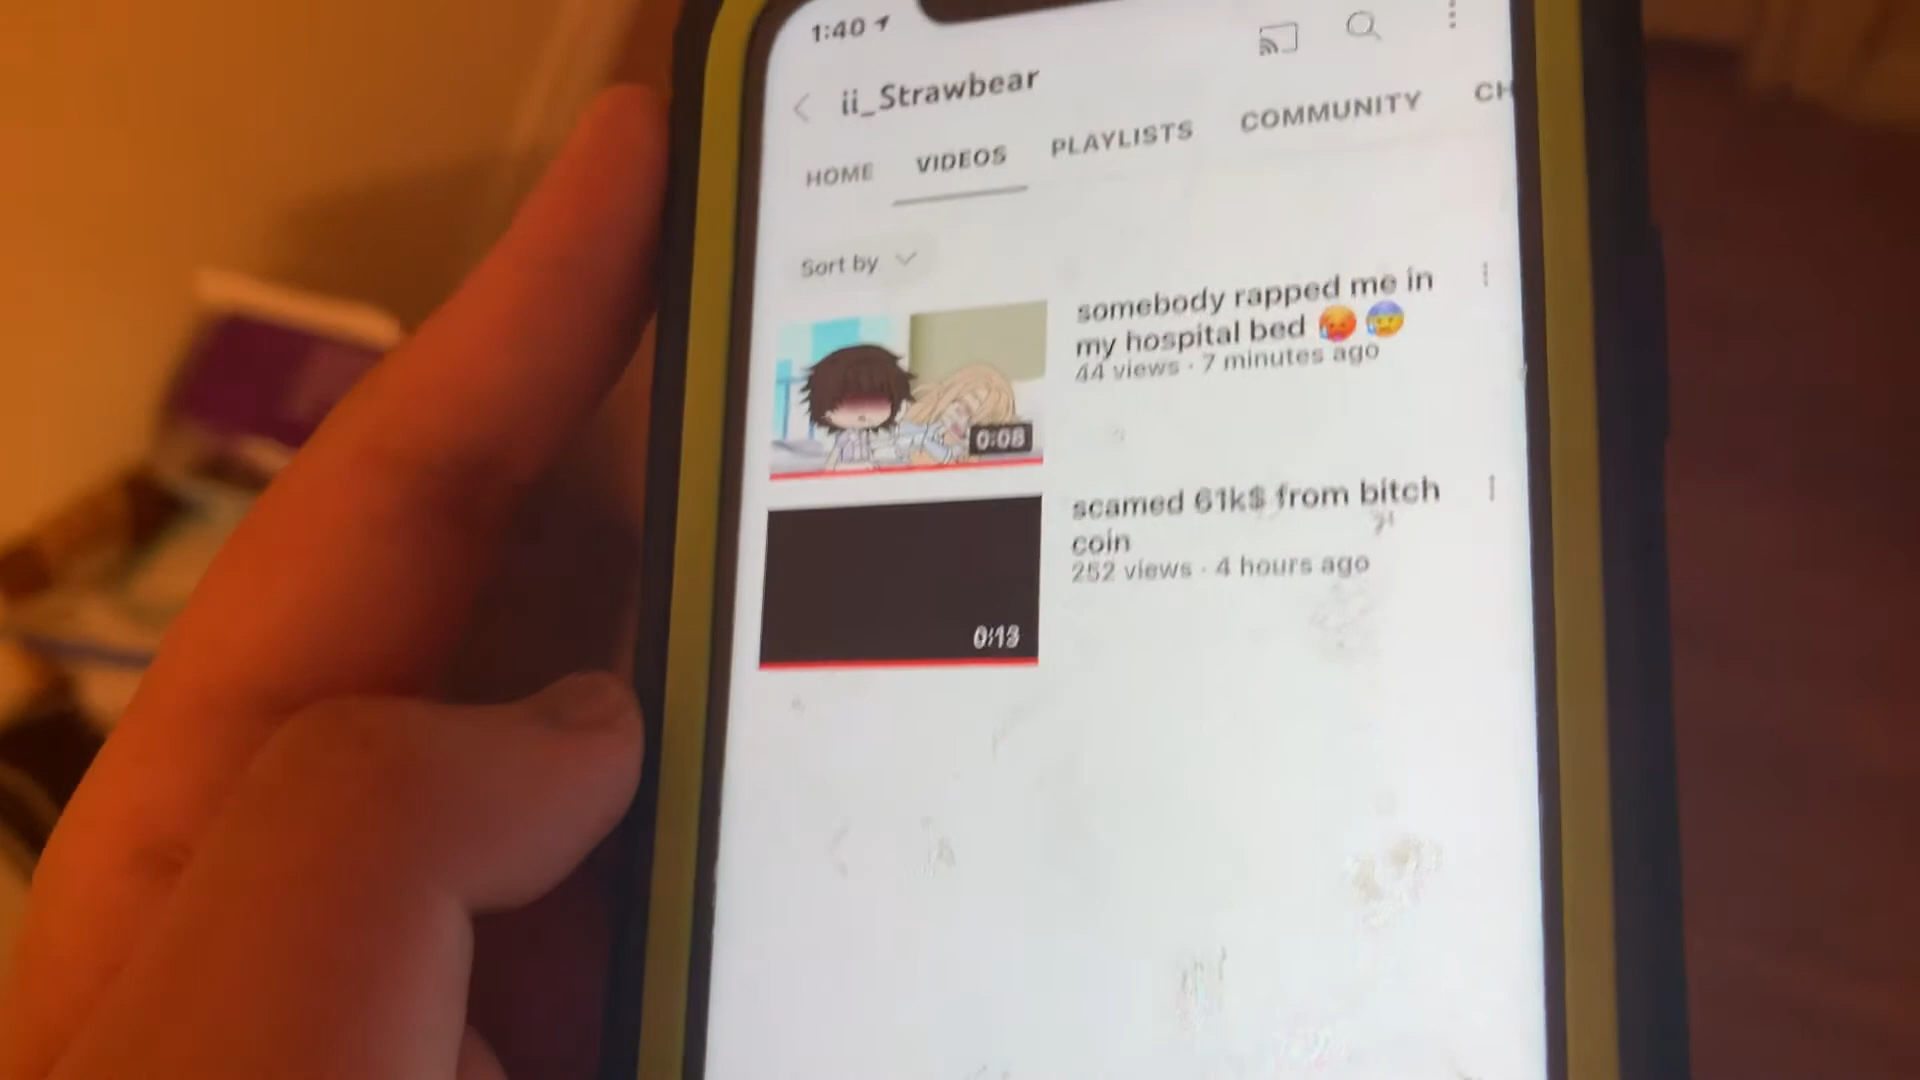 1:40
ii_Strawbear
HOME VIDEOS PLAYLISTS COMMUNITY CH
Sort by
somebody rapped me in
my hospital bed 🥵 😰
44 views · 7 minutes ago
0:08
scamed 61k$ from bitch
coin
252 views · 4 hours ago
0:13